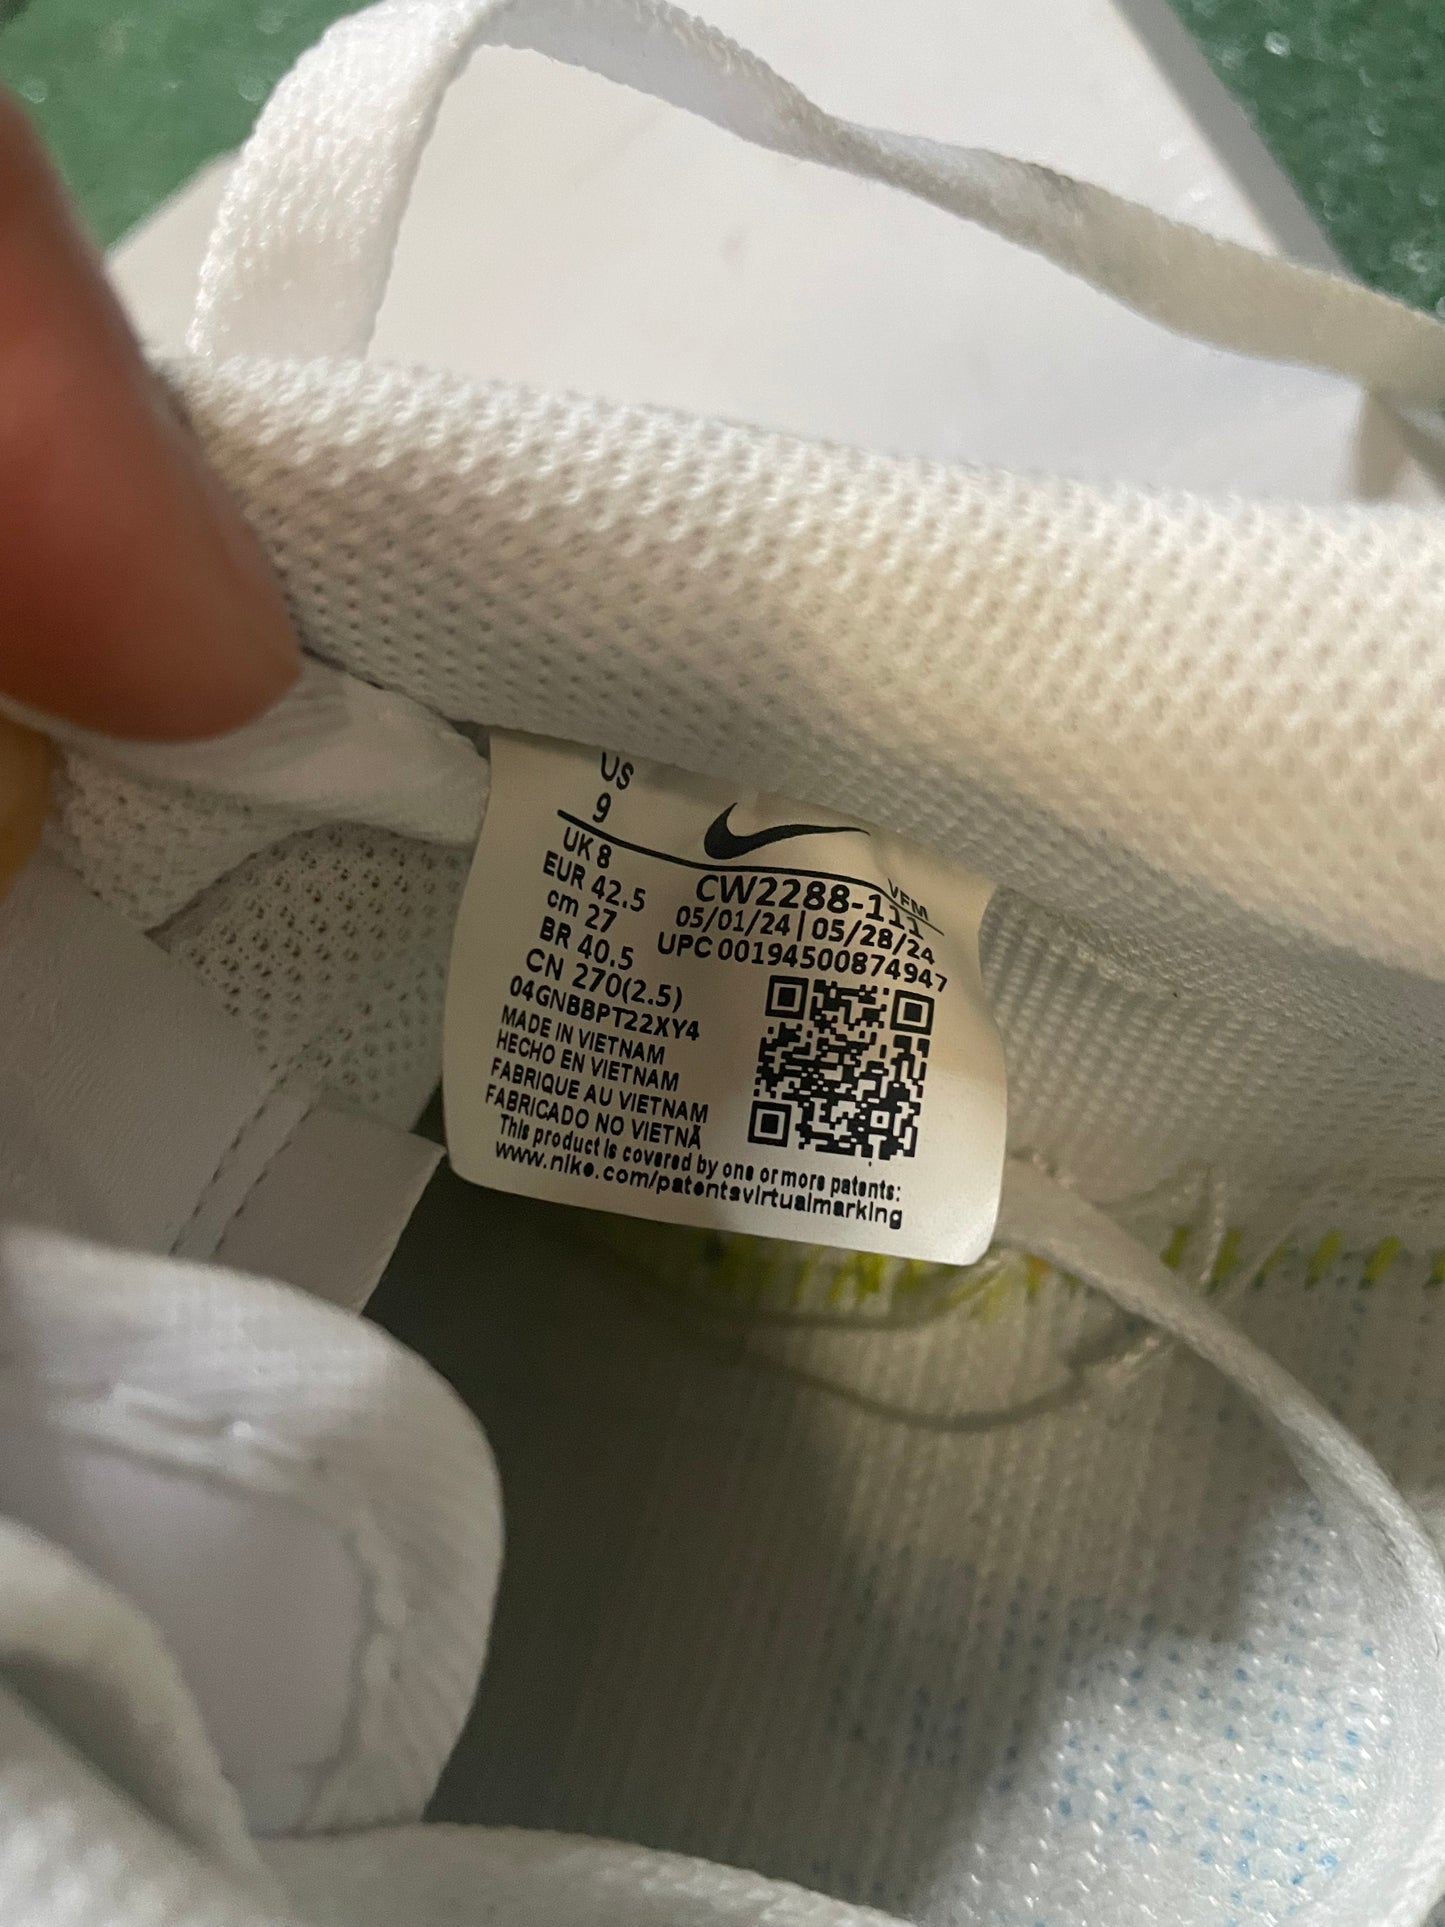 US
9
UK 8
EUR 42.5
cm 27
BR 40.5
CN 270(2.5)
04GNBBPT22XY4
VFM
CW2288-111
05/01/24 | 05/28/24
UPC 00194500874947
MADE IN VIETNAM
HECHO EN VIETNAM
FABRIQUE AU VIETNAM
FABRICADO NO VIETNÃ
This product is covered by one or more patents:
www.nike.com/patentsvirtualmarking